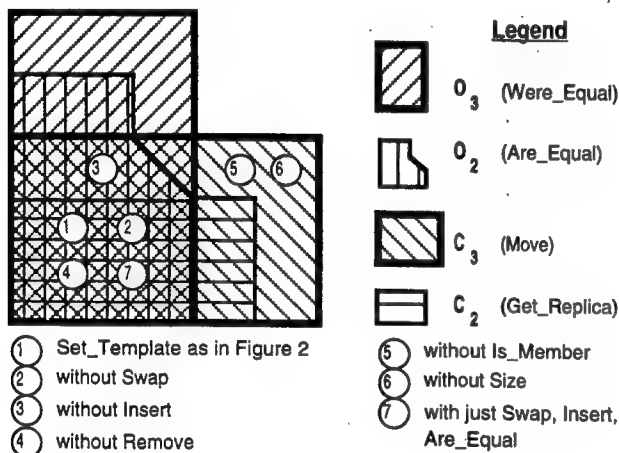 Legend
O3 (Were_Equal)
O2 (Are_Equal)
C3 (Move)
C2 (Get_Replica)
3
5
6
1
2
4
7
1 Set_Template as in Figure 2
2 without Swap
3 without Insert
4 without Remove
5 without Is_Member
6 without Size
7 with just Swap, Insert,
Are_Equal